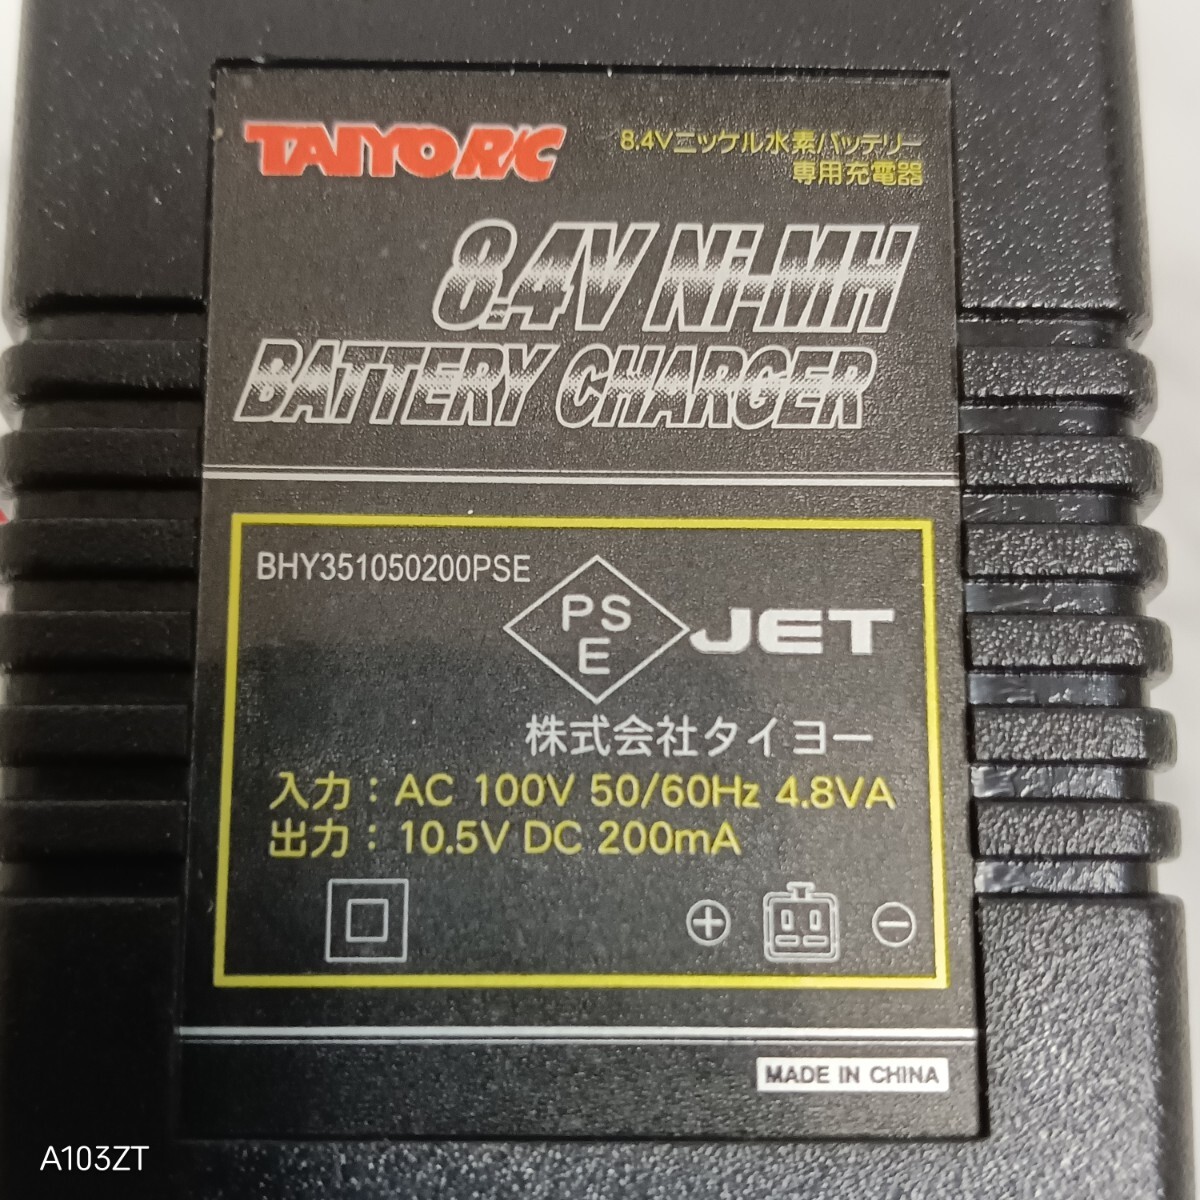 TAIYO R/C
8.4Vニッケル水素バッテリー
専用充電器
8.4V Ni-MH
BATTERY CHARGER
BHY351050200PSE
PS
E
JET
株式会社タイヨー
入力：AC 100V 50/60Hz 4.8VA
出力：10.5V DC 200mA
MADE IN CHINA
A103ZT